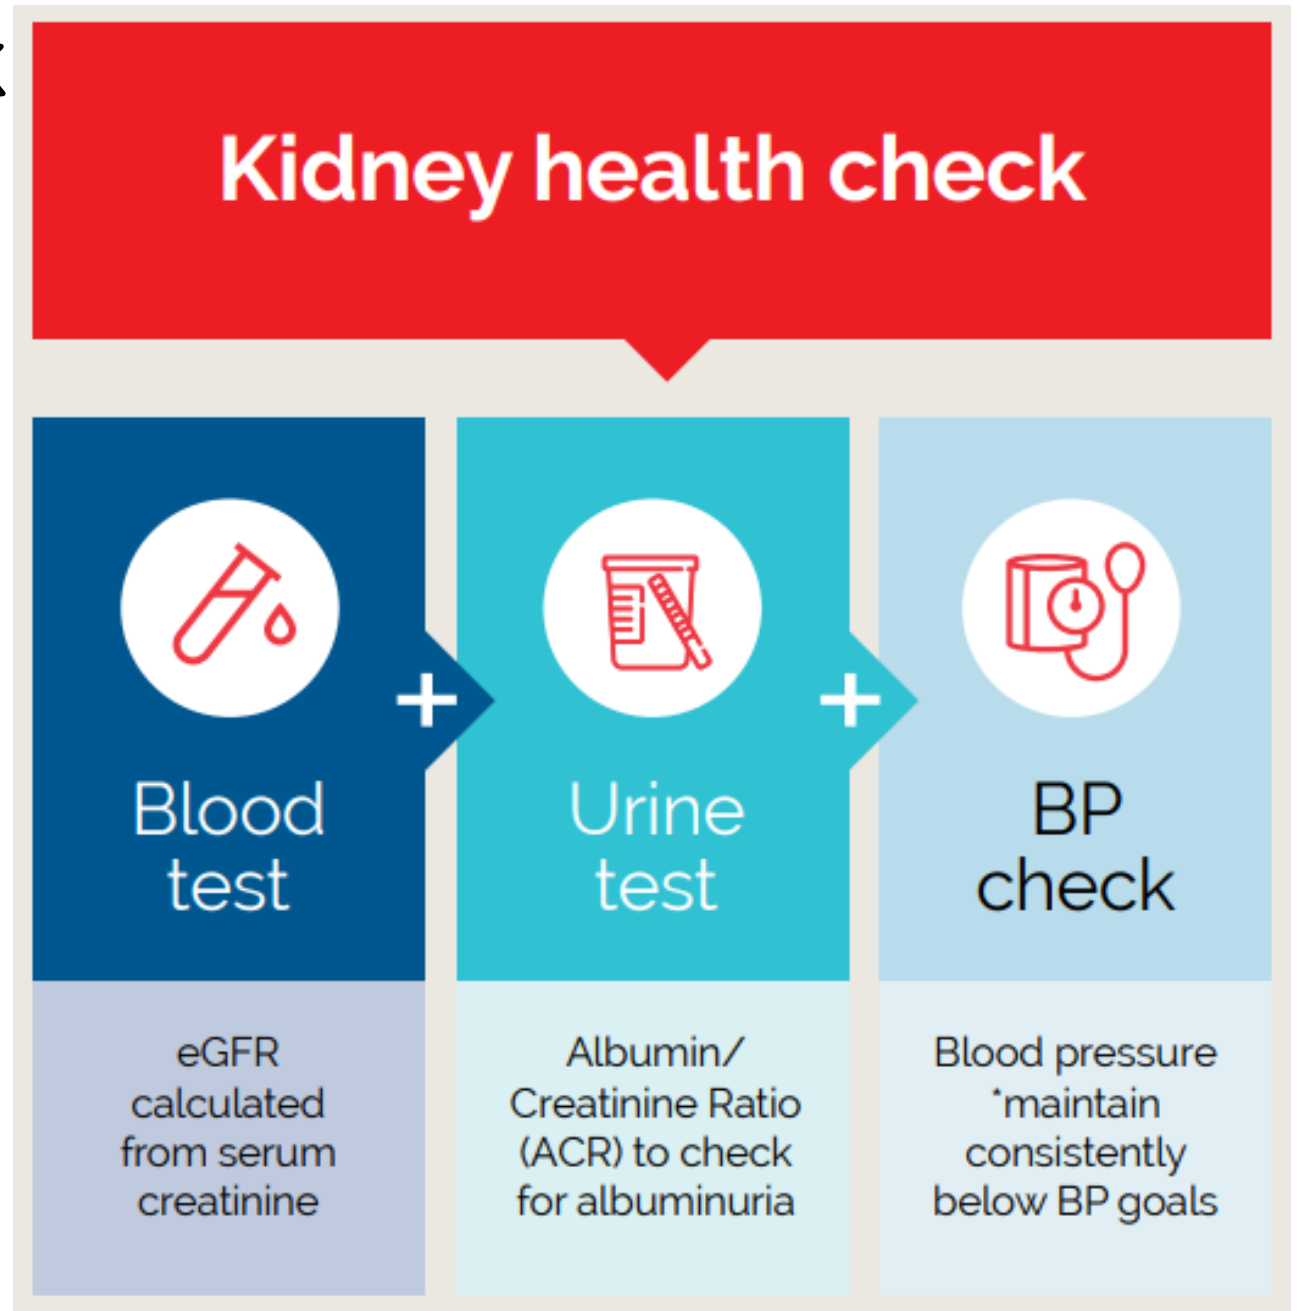 Kidney health check
Blood
test
eGFR
calculated
from serum
creatinine
+
Urine
test
Albumin/
Creatinine Ratio
(ACR) to check
for albuminuria
+
BP
check
Blood pressure
*maintain
consistently
below BP goals